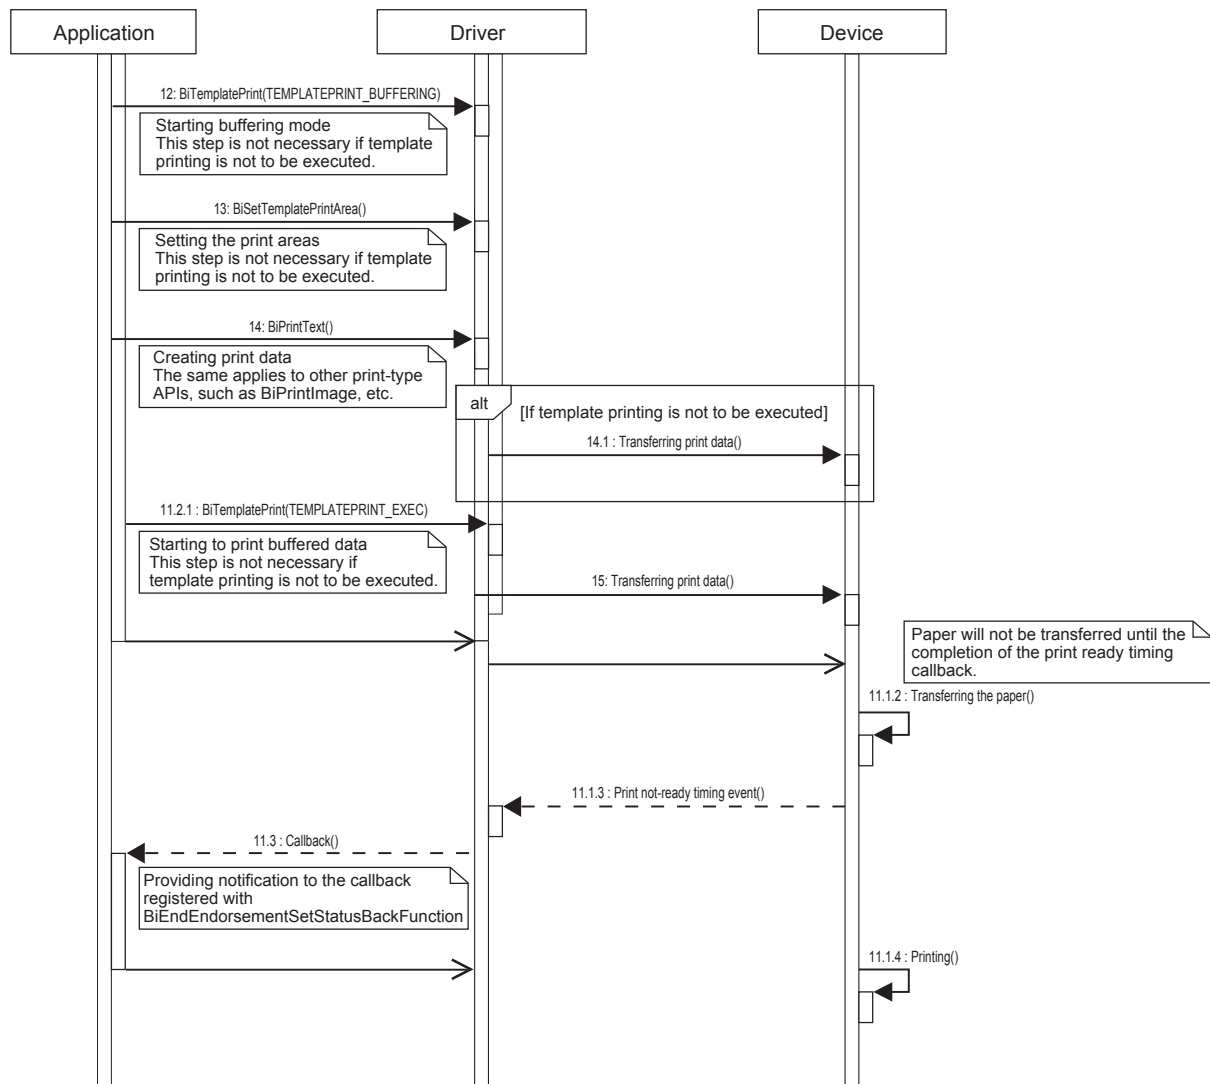 Application
Driver
Device
12: BiTemplatePrint(TEMPLATEPRINT_BUFFERING)
Starting buffering mode
This step is not necessary if template
printing is not to be executed.
13: BiSetTemplatePrintArea()
Setting the print areas
This step is not necessary if template
printing is not to be executed.
14: BiPrintText()
Creating print data
The same applies to other print-type
APIs, such as BiPrintImage, etc.
alt
[If template printing is not to be executed]
14.1 : Transferring print data()
11.2.1 : BiTemplatePrint(TEMPLATEPRINT_EXEC)
Starting to print buffered data
This step is not necessary if
template printing is not to be executed.
15: Transferring print data()
Paper will not be transferred until the
completion of the print ready timing
callback.
11.1.2 : Transferring the paper()
11.1.3 : Print not-ready timing event()
11.3 : Callback()
Providing notification to the callback
registered with
BiEndEndorsementSetStatusBackFunction
11.1.4 : Printing()